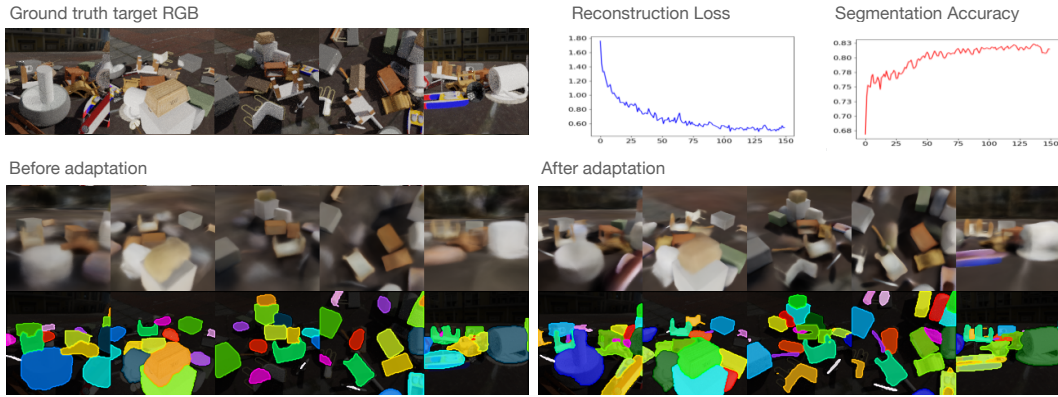 Ground truth target RGB
Reconstruction Loss
Segmentation Accuracy
1.80
1.60
1.40
1.20
1.00
0.80
0.60
0 25 50 75 100 125 150
0.83
0.80
0.78
0.75
0.73
0.70
0.68
0 25 50 75 100 125 150
Before adaptation
After adaptation